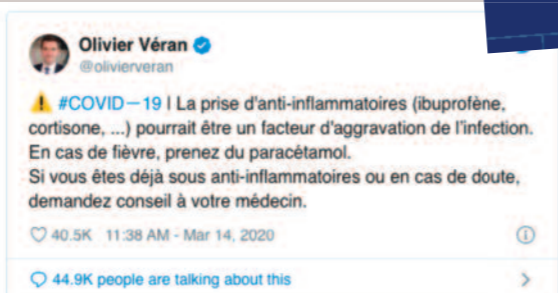 Olivier Véran
@olivierveran
⚠ #COVID—19 | La prise d'anti-inflammatoires (ibuprofène,
cortisone, ...) pourrait être un facteur d'aggravation de l'infection.
En cas de fièvre, prenez du paracétamol.
Si vous êtes déjà sous anti-inflammatoires ou en cas de doute,
demandez conseil à votre médecin.
40.5K 11:38 AM - Mar 14, 2020
44.9K people are talking about this